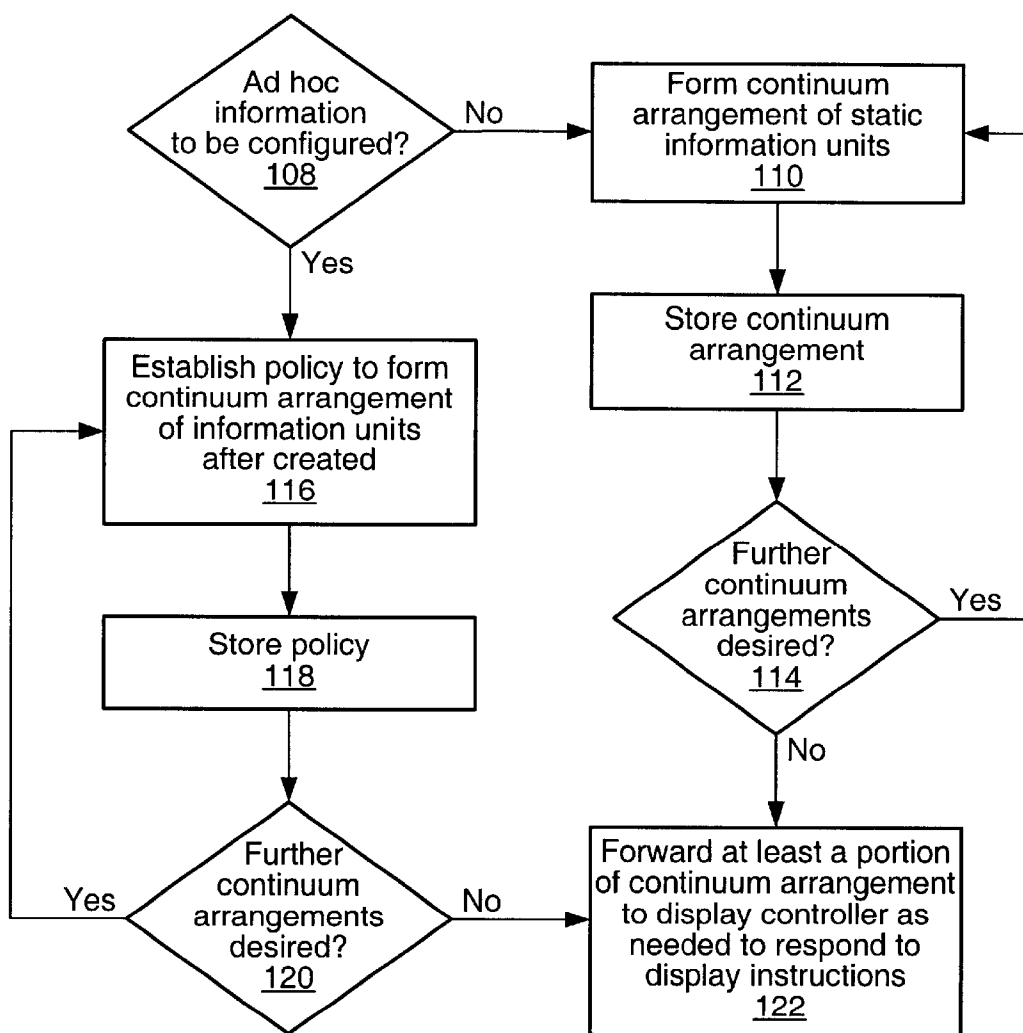 Ad hoc
information
to be configured?
108
No
Yes
Form continuum
arrangement of static
information units
110
Store continuum
arrangement
112
Further
continuum
arrangements
desired?
114
Yes
No
Establish policy to form
continuum arrangement
of information units
after created
116
Store policy
118
Further
continuum
arrangements
desired?
120
Yes
No
Forward at least a portion
of continuum arrangement
to display controller as
needed to respond to
display instructions
122